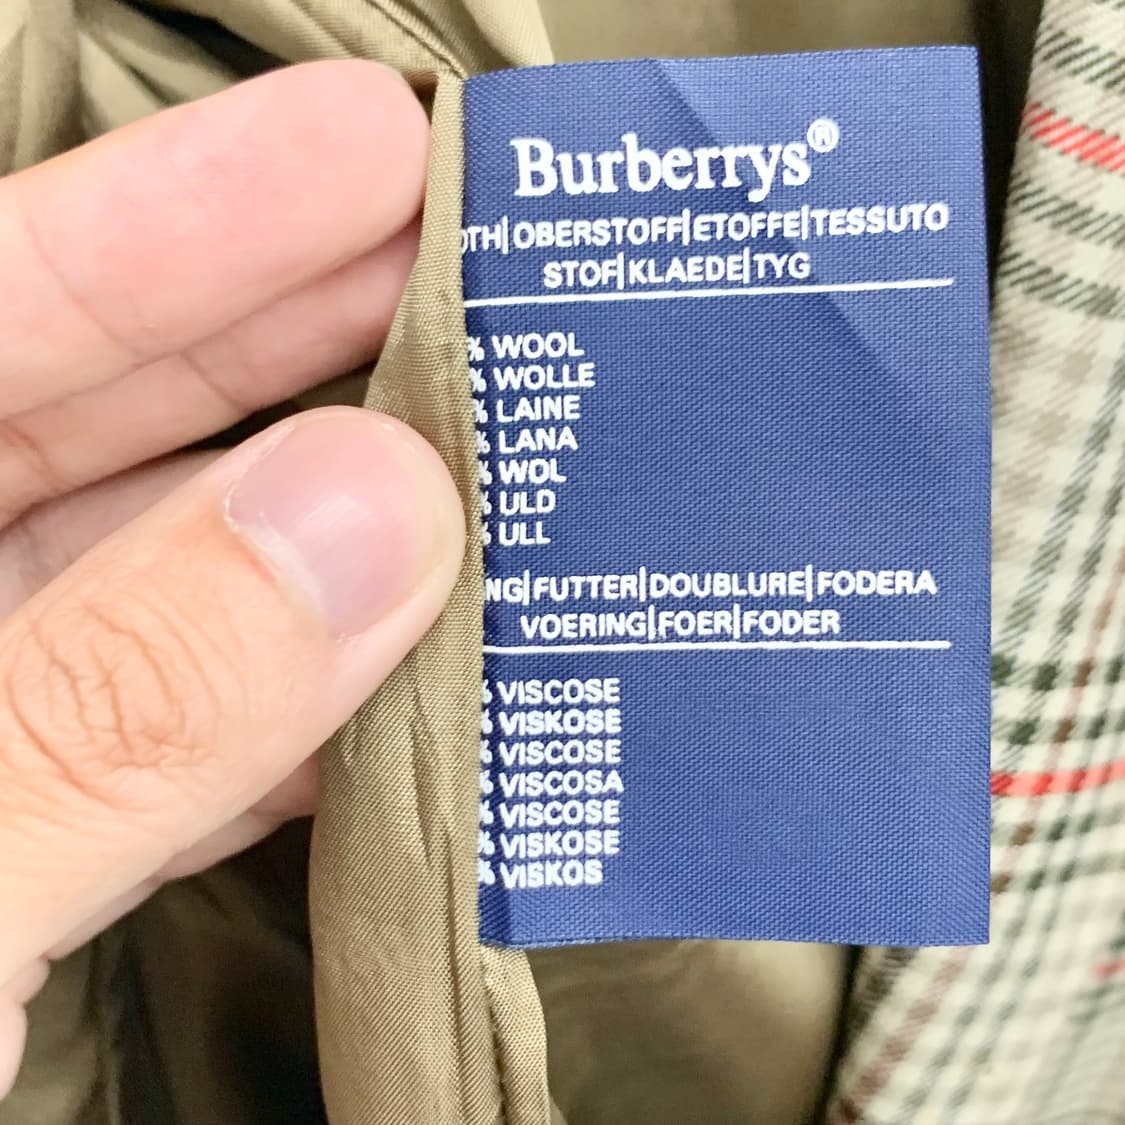 Burberrys®
OTH|OBERSTOFF|ETOFFE|TESSUTO
STOF|KLAEDE|TYG
% WOOL
% WOLLE
% LAINE
% LANA
% WOL
% ULD
% ULL
NG|FUTTER|DOUBLURE|FODERA
VOERING|FOER|FODER
% VISCOSE
% VISKOSE
% VISCOSE
% VISCOSA
% VISCOSE
% VISKOSE
% VISKOS